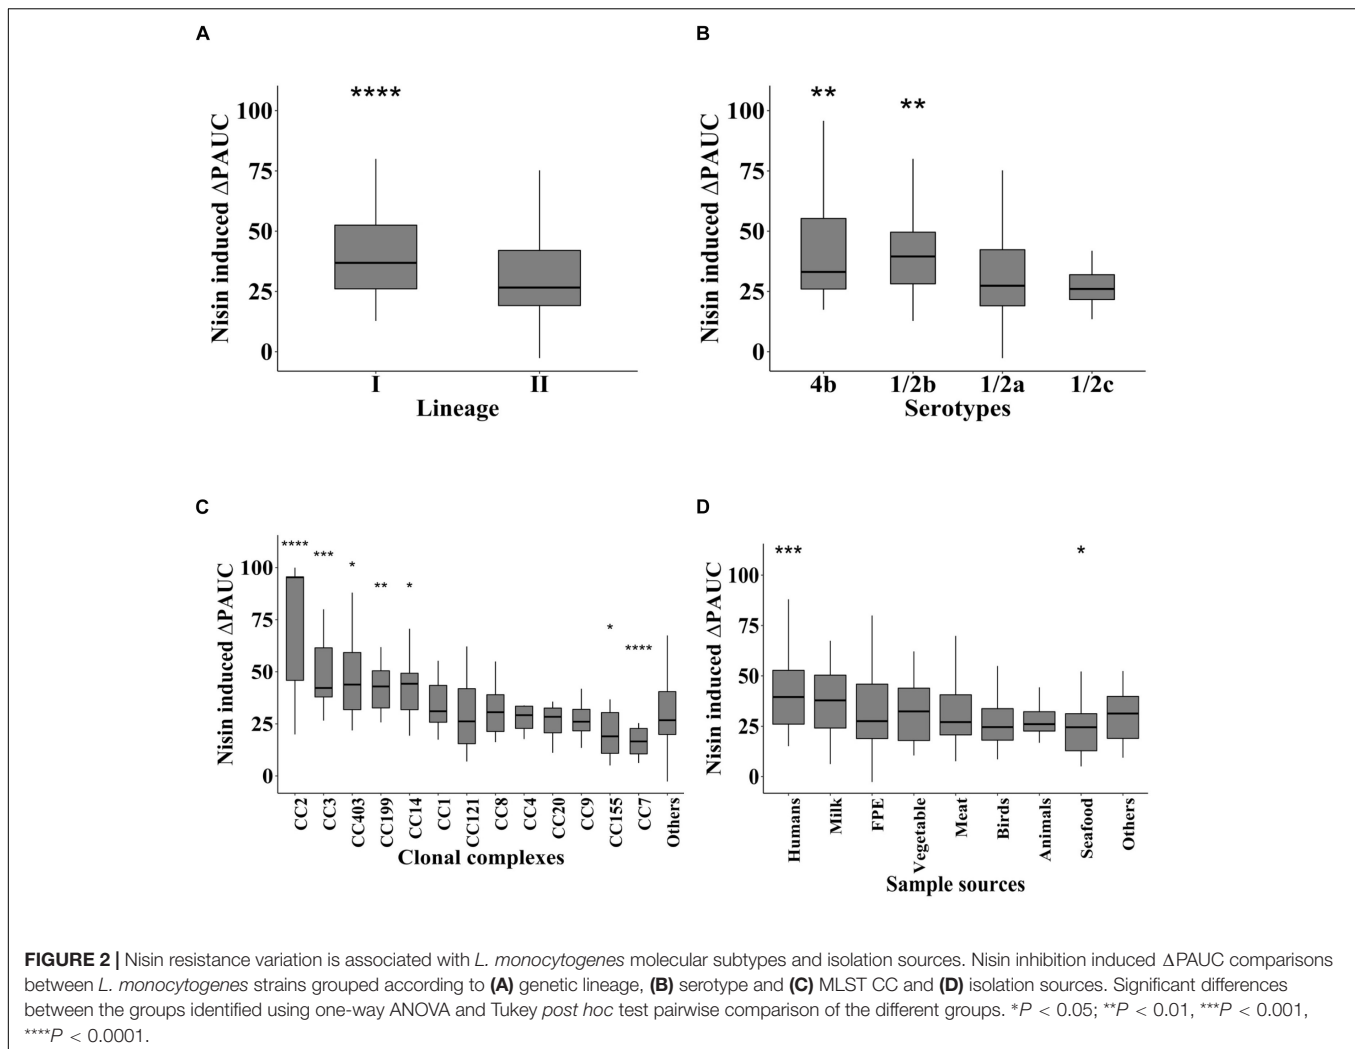 A
****
Nisin induced ΔPAUC
100
75
50
25
0
I
II
Lineage
B
**
**
Nisin induced ΔPAUC
100
75
50
25
0
4b
1/2b
1/2a
1/2c
Serotypes
C
****
***
*
**
*
*
****
Nisin induced ΔPAUC
100
75
50
25
0
CC2
CC3
CC403
CC199
CC14
CC1
CC121
CC8
CC4
CC20
CC9
CC155
CC7
Others
Clonal complexes
D
***
*
Nisin induced ΔPAUC
100
75
50
25
0
Humans
Milk
FPE
Vegetable
Meat
Birds
Animals
Seafood
Others
Sample sources
FIGURE 2 | Nisin resistance variation is associated with L. monocytogenes molecular subtypes and isolation sources. Nisin inhibition induced ΔPAUC comparisons
between L. monocytogenes strains grouped according to (A) genetic lineage, (B) serotype and (C) MLST CC and (D) isolation sources. Significant differences
between the groups identified using one-way ANOVA and Tukey post hoc test pairwise comparison of the different groups. *P < 0.05; **P < 0.01, ***P < 0.001,
****P < 0.0001.